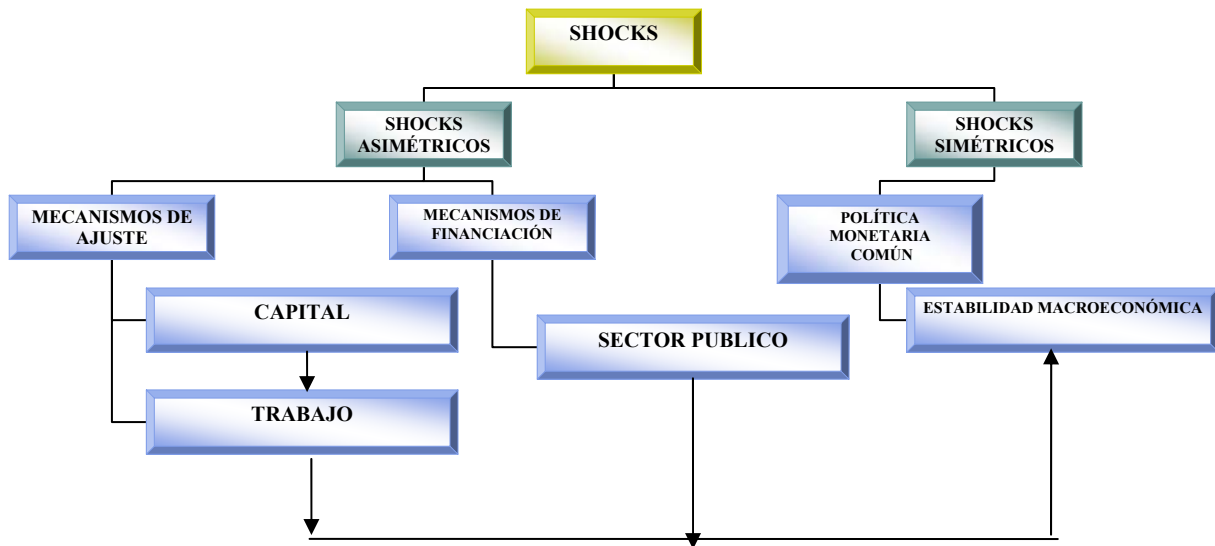 SHOCKS
SHOCKS
ASIMÉTRICOS
SHOCKS
SIMÉTRICOS
MECANISMOS DE
AJUSTE
MECANISMOS DE
FINANCIACIÓN
POLÍTICA
MONETARIA
COMÚN
CAPITAL
ESTABILIDAD MACROECONÓMICA
SECTOR PUBLICO
TRABAJO